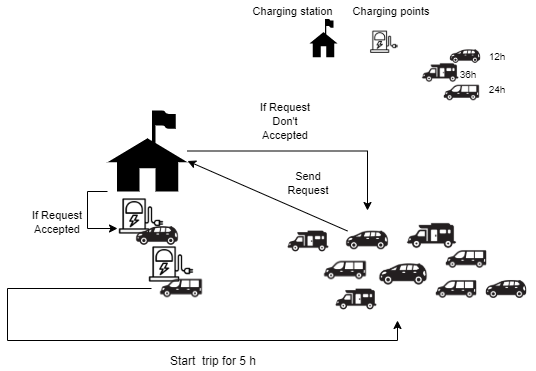 Charging station
Charging points
12h
36h
24h
If Request
Don't
Accepted
Send
Request
If Request
Accepted
Start trip for 5 h